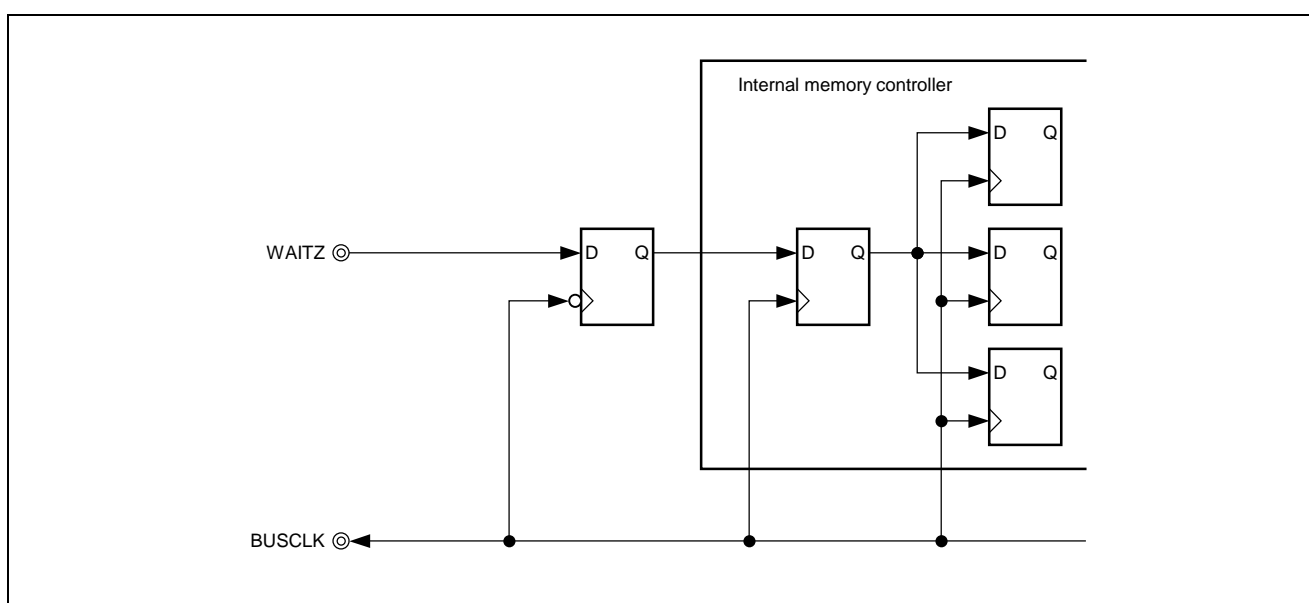 Internal memory controller
D Q
WAITZ D Q D Q D Q
D Q
BUSCLK